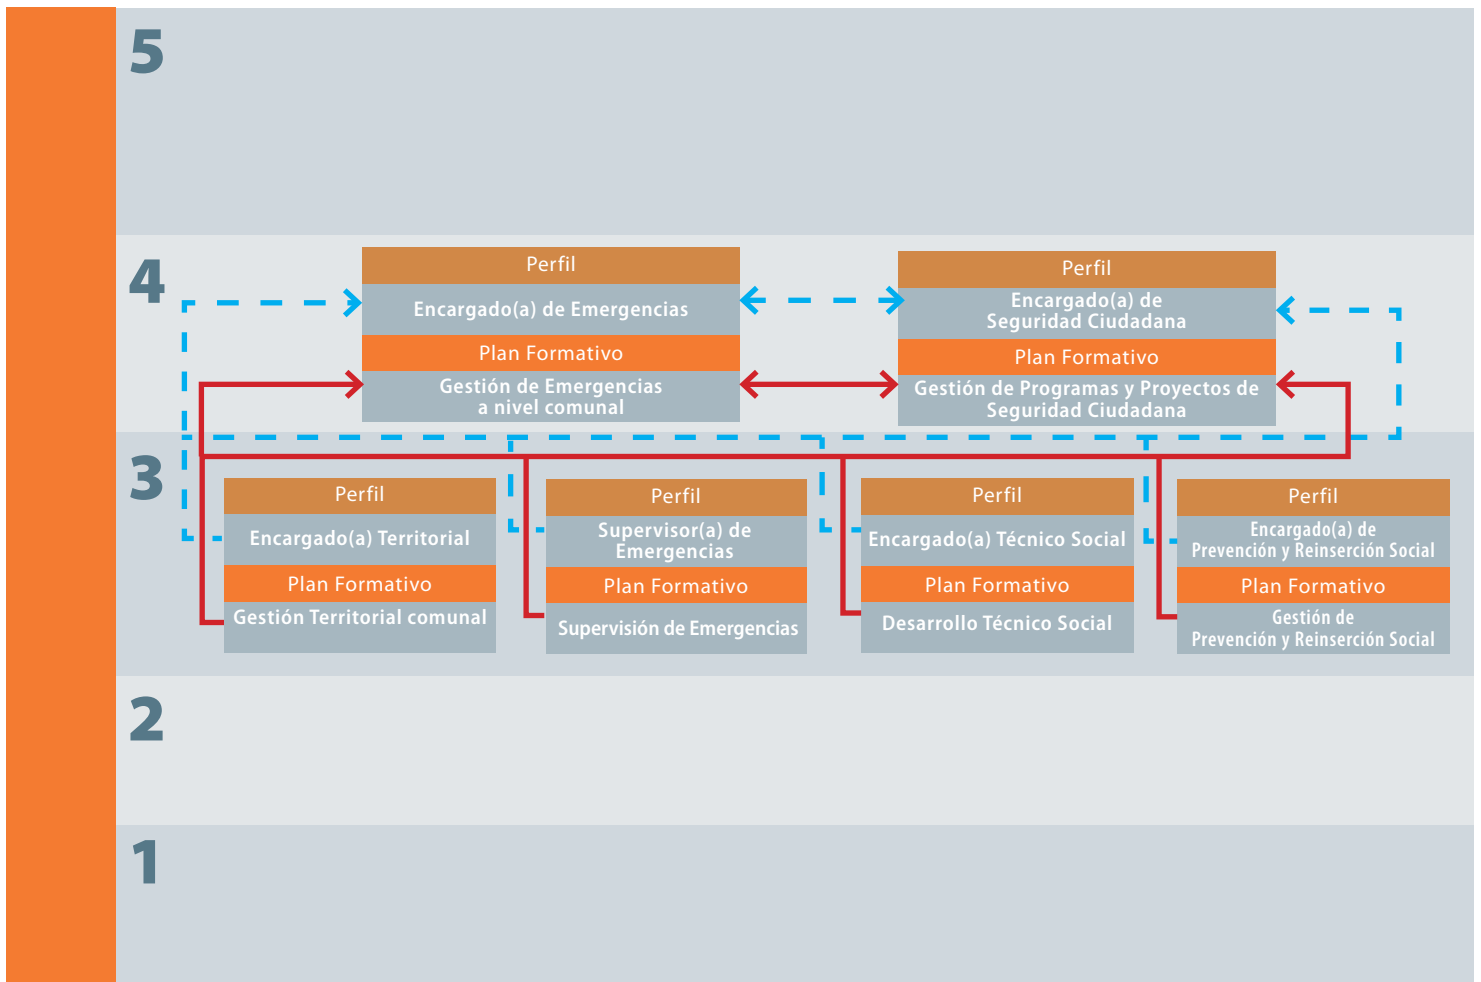 5
4
Perfil
Encargado(a) de Emergencias
Plan Formativo
Gestión de Emergencias
a nivel comunal
Perfil
Encargado(a) de
Seguridad Ciudadana
Plan Formativo
Gestión de Programas y Proyectos de
Seguridad Ciudadana
3
Perfil
Encargado(a) Territorial
Plan Formativo
Gestión Territorial comunal
Perfil
Supervisor(a) de
Emergencias
Plan Formativo
Supervisión de Emergencias
Perfil
Encargado(a) Técnico Social
Plan Formativo
Desarrollo Técnico Social
Perfil
Encargado(a) de
Prevención y Reinserción Social
Plan Formativo
Gestión de
Prevención y Reinserción Social
2
1